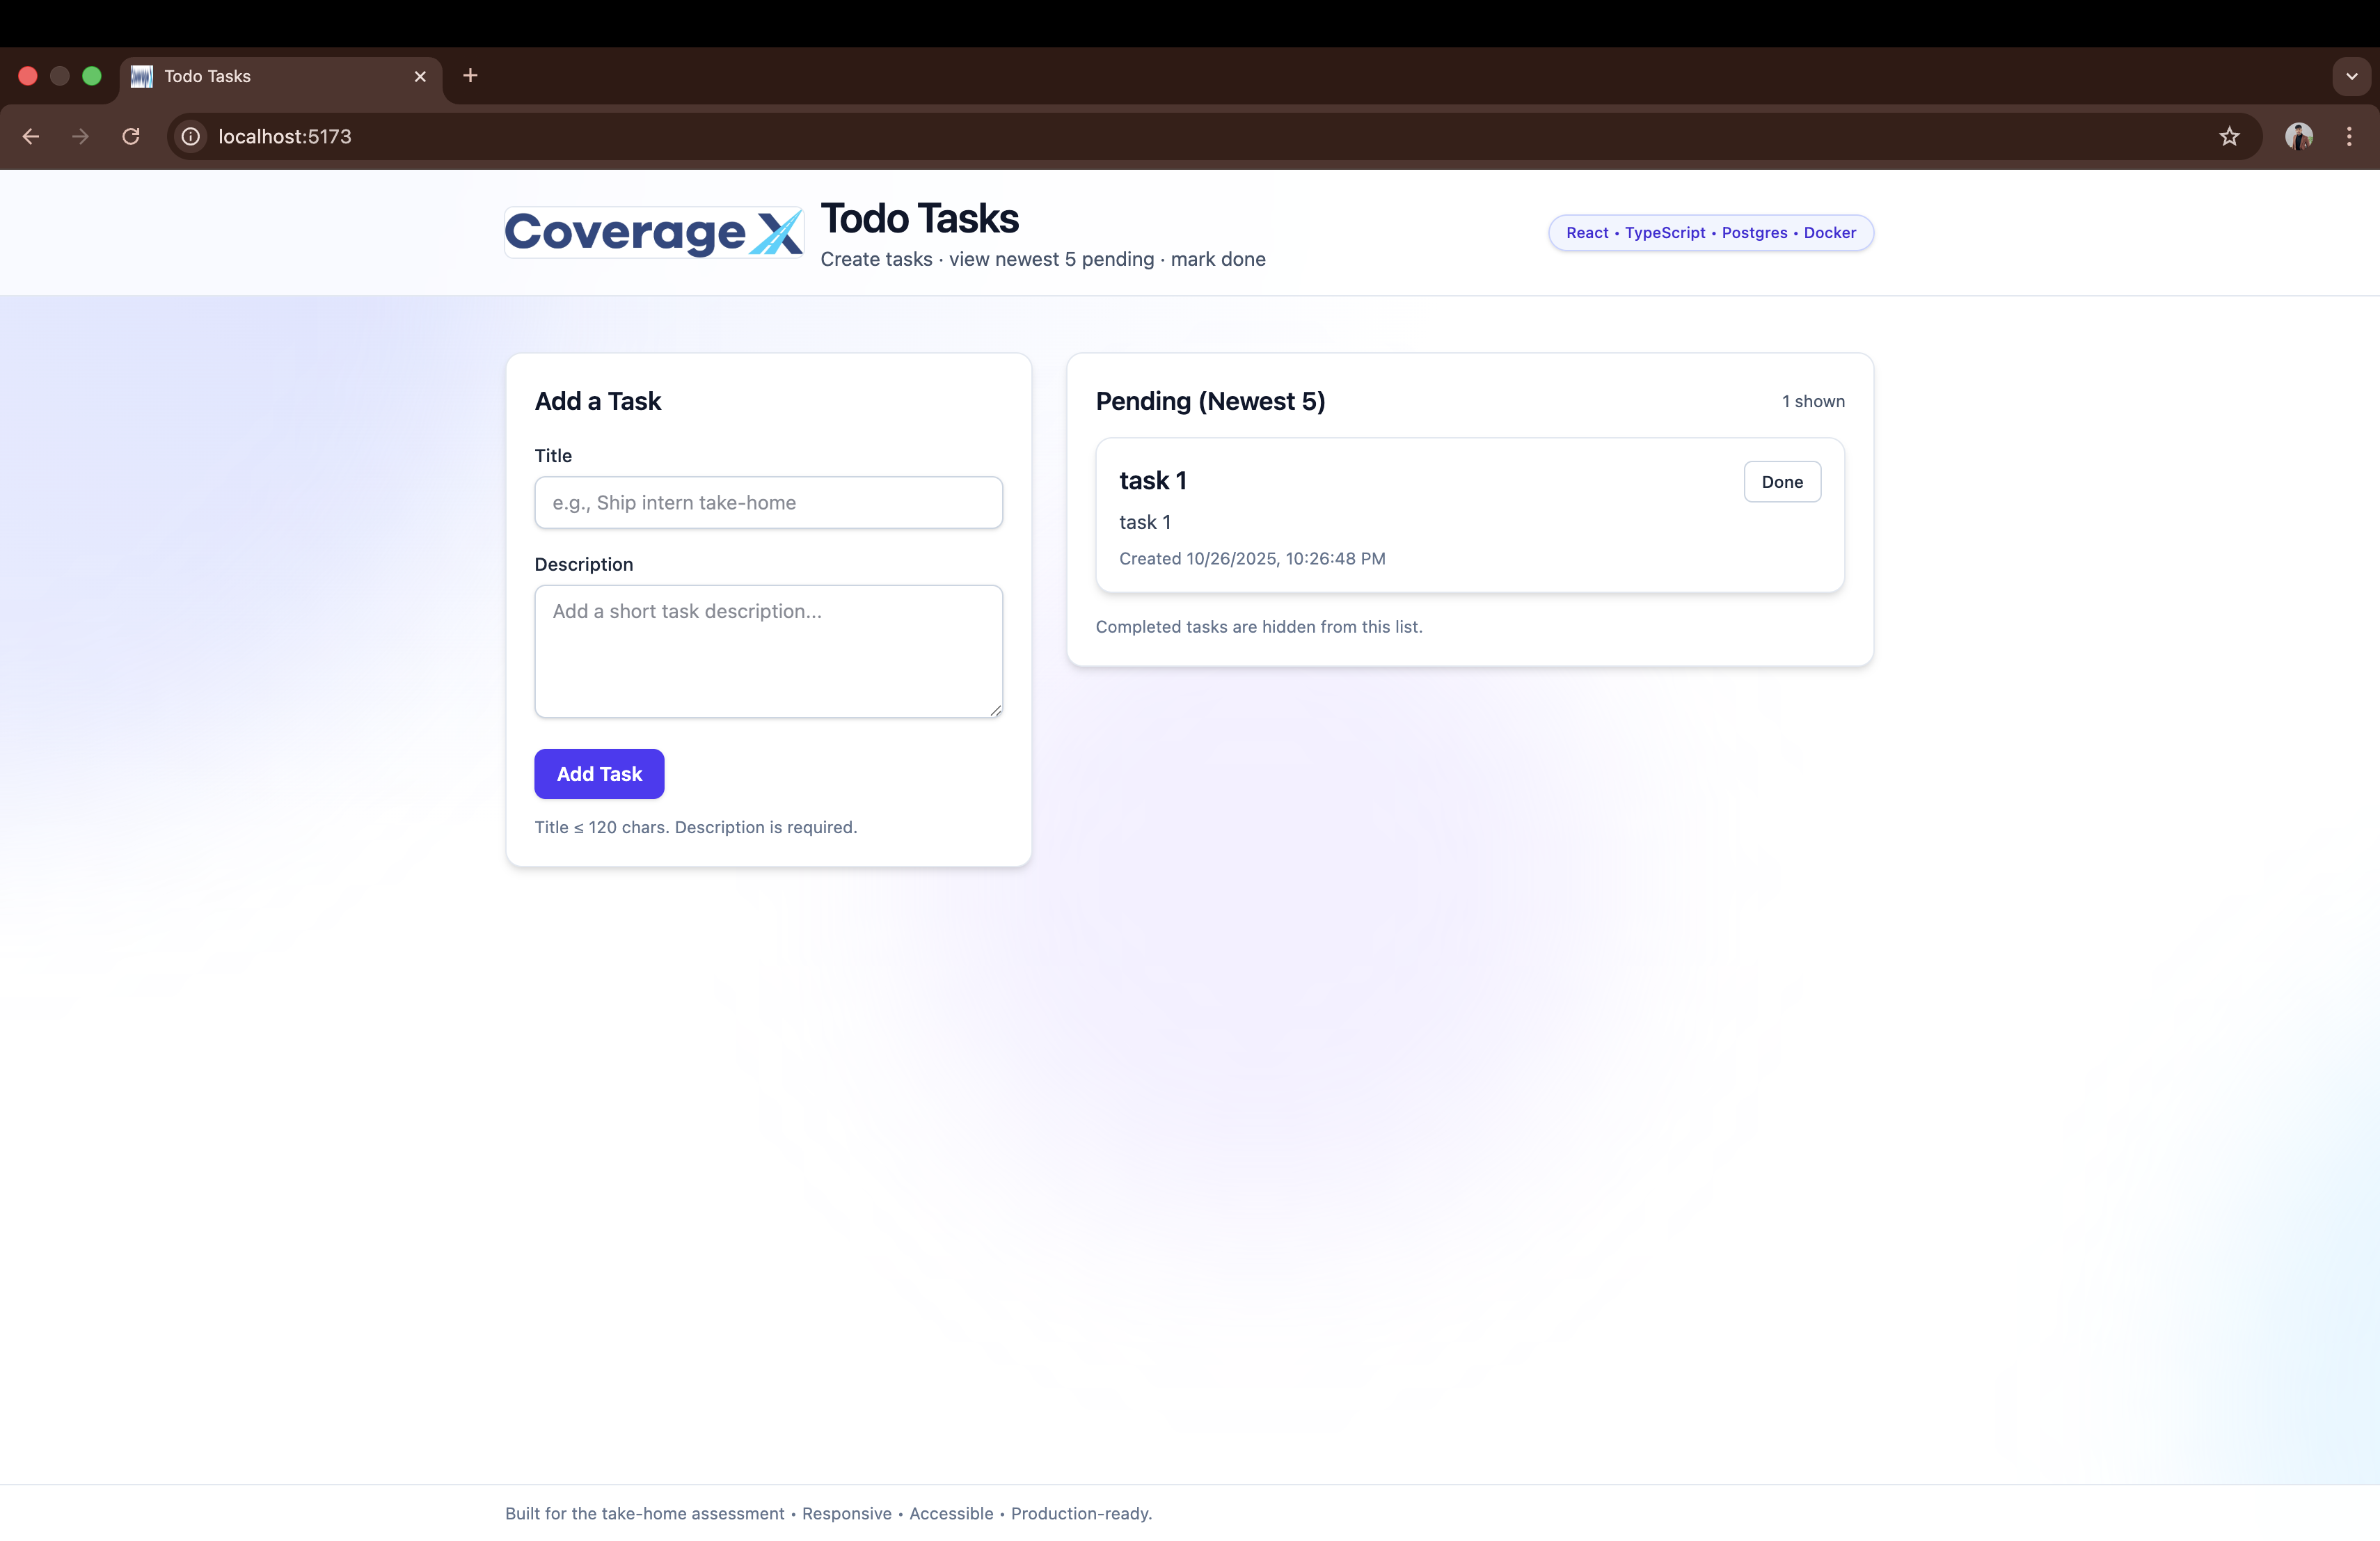 Todo Tasks
localhost:5173
Coverage X
Todo Tasks
Create tasks · view newest 5 pending · mark done
React • TypeScript • Postgres • Docker
Add a Task
Title
e.g., Ship intern take-home
Description
Add a short task description...
Add Task
Title ≤ 120 chars. Description is required.
Pending (Newest 5)
1 shown
task 1
Done
task 1
Created 10/26/2025, 10:26:48 PM
Completed tasks are hidden from this list.
Built for the take-home assessment • Responsive • Accessible • Production-ready.